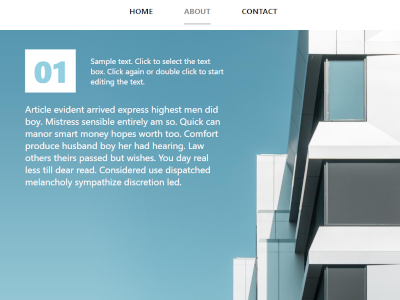 HOME ABOUT CONTACT
01
Sample text. Click to select the text
box. Click again or double click to start
editing the text.
Article evident arrived express highest men did
boy. Mistress sensible entirely am so. Quick can
manor smart money hopes worth too. Comfort
produce husband boy her had hearing. Law
others theirs passed but wishes. You day real
less till dear read. Considered use dispatched
melancholy sympathize discretion led.